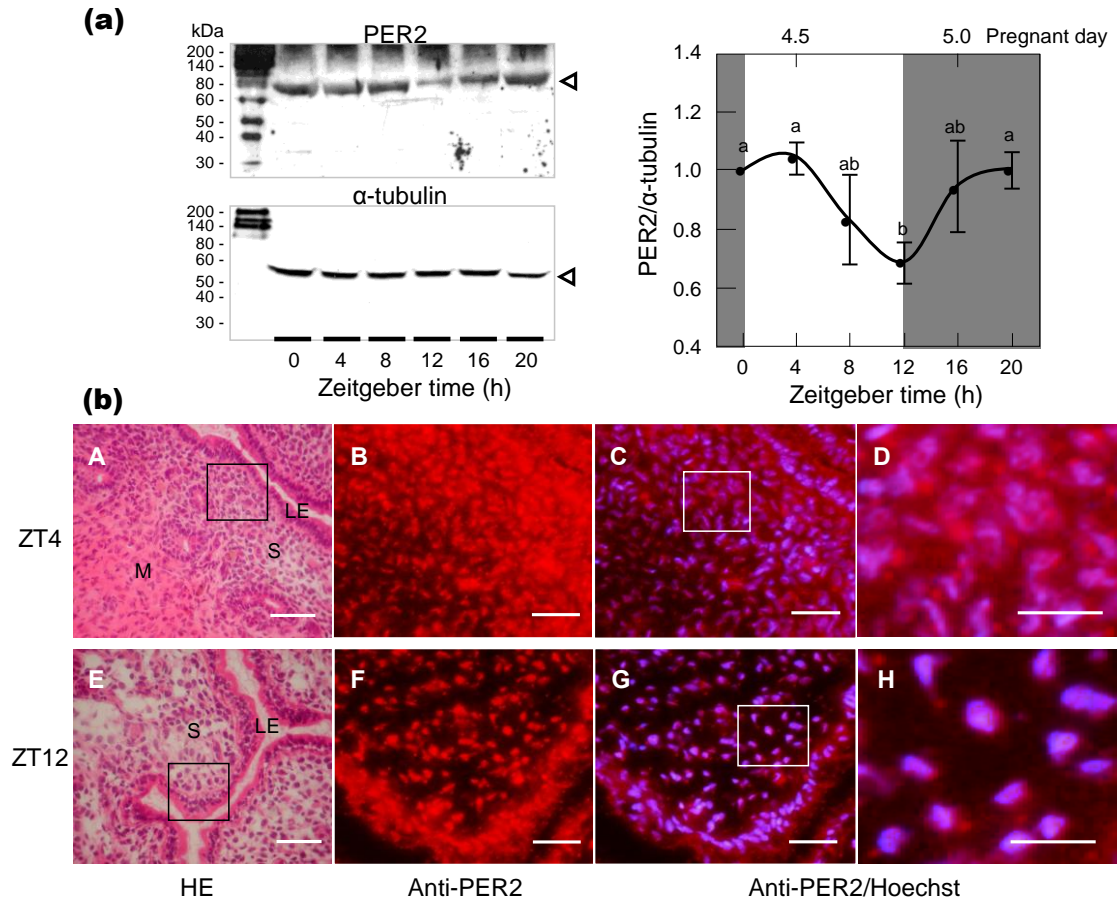 (a)
kDa
PER2
200 -
140 -
80 -
60 -
50 -
40 -
30 -
α-tubulin
200 -
140 -
80 -
60 -
50 -
40 -
30 -
0 4 8 12 16 20
Zeitgeber time (h)
4.5 5.0 Pregnant day
PER2/α-tubulin
1.4
1.2
1.0
0.8
0.6
0.4
a a ab b ab a
0 4 8 12 16 20
Zeitgeber time (h)
(b)
ZT4
A LE S M
B
C
D
ZT12
E S LE
F
G
H
HE Anti-PER2 Anti-PER2/Hoechst